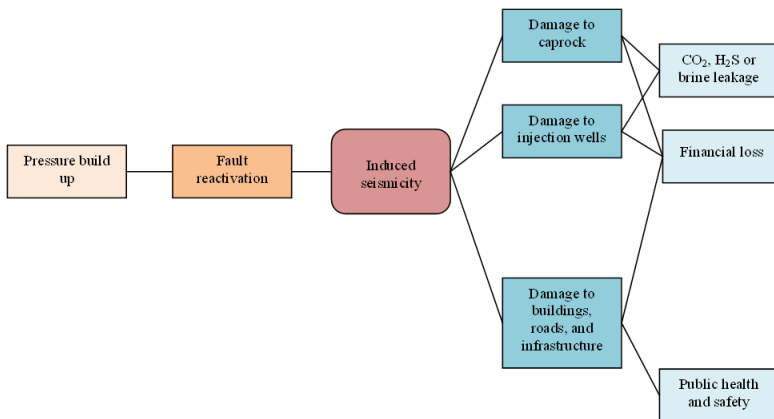 Pressure build
up
Fault
reactivation
Induced
seismicity
Damage to
caprock
Damage to
injection wells
Damage to
buildings,
roads, and
infrastructure
CO₂, H₂S or
brine leakage
Financial loss
Public health
and safety